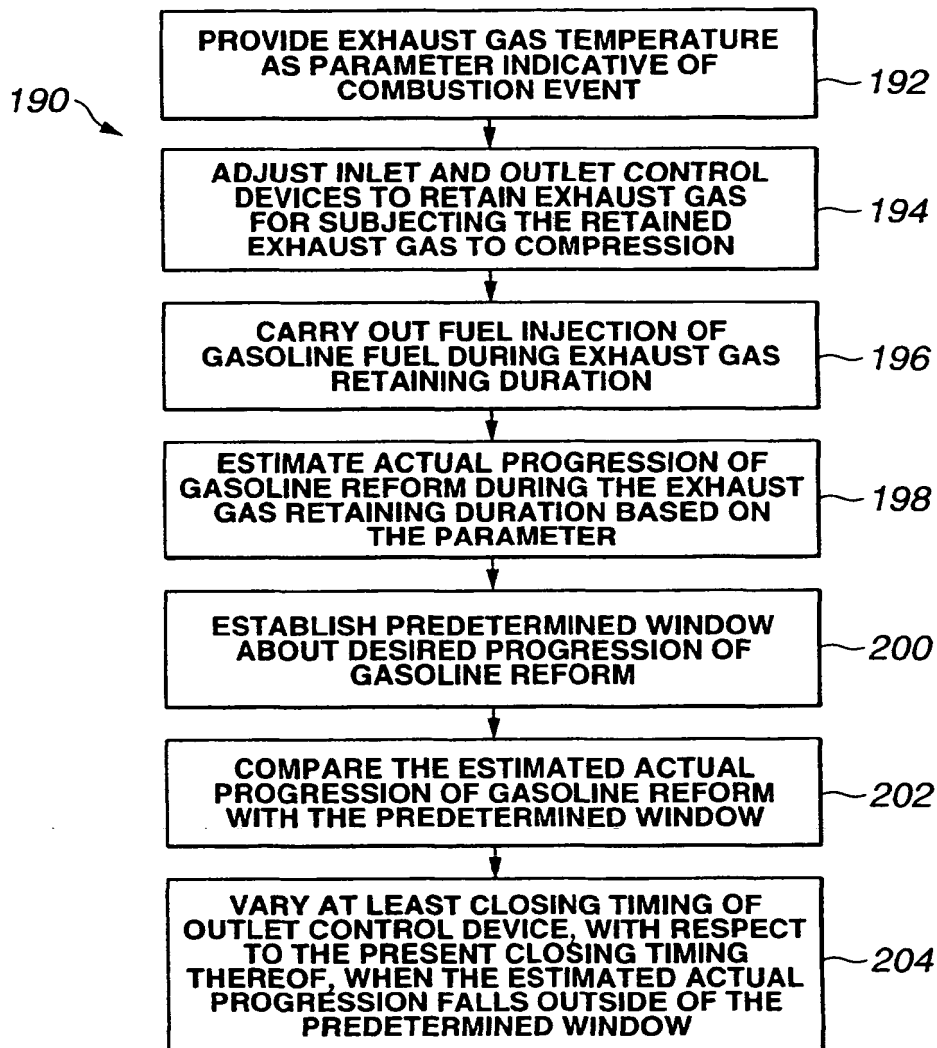 190
PROVIDE EXHAUST GAS TEMPERATURE
AS PARAMETER INDICATIVE OF
COMBUSTION EVENT
192
ADJUST INLET AND OUTLET CONTROL
DEVICES TO RETAIN EXHAUST GAS
FOR SUBJECTING THE RETAINED
EXHAUST GAS TO COMPRESSION
194
CARRY OUT FUEL INJECTION OF
GASOLINE FUEL DURING EXHAUST GAS
RETAINING DURATION
196
ESTIMATE ACTUAL PROGRESSION OF
GASOLINE REFORM DURING THE EXHAUST
GAS RETAINING DURATION BASED ON
THE PARAMETER
198
ESTABLISH PREDETERMINED WINDOW
ABOUT DESIRED PROGRESSION OF
GASOLINE REFORM
200
COMPARE THE ESTIMATED ACTUAL
PROGRESSION OF GASOLINE REFORM
WITH THE PREDETERMINED WINDOW
202
VARY AT LEAST CLOSING TIMING OF
OUTLET CONTROL DEVICE, WITH RESPECT
TO THE PRESENT CLOSING TIMING
THEREOF, WHEN THE ESTIMATED ACTUAL
PROGRESSION FALLS OUTSIDE OF THE
PREDETERMINED WINDOW
204